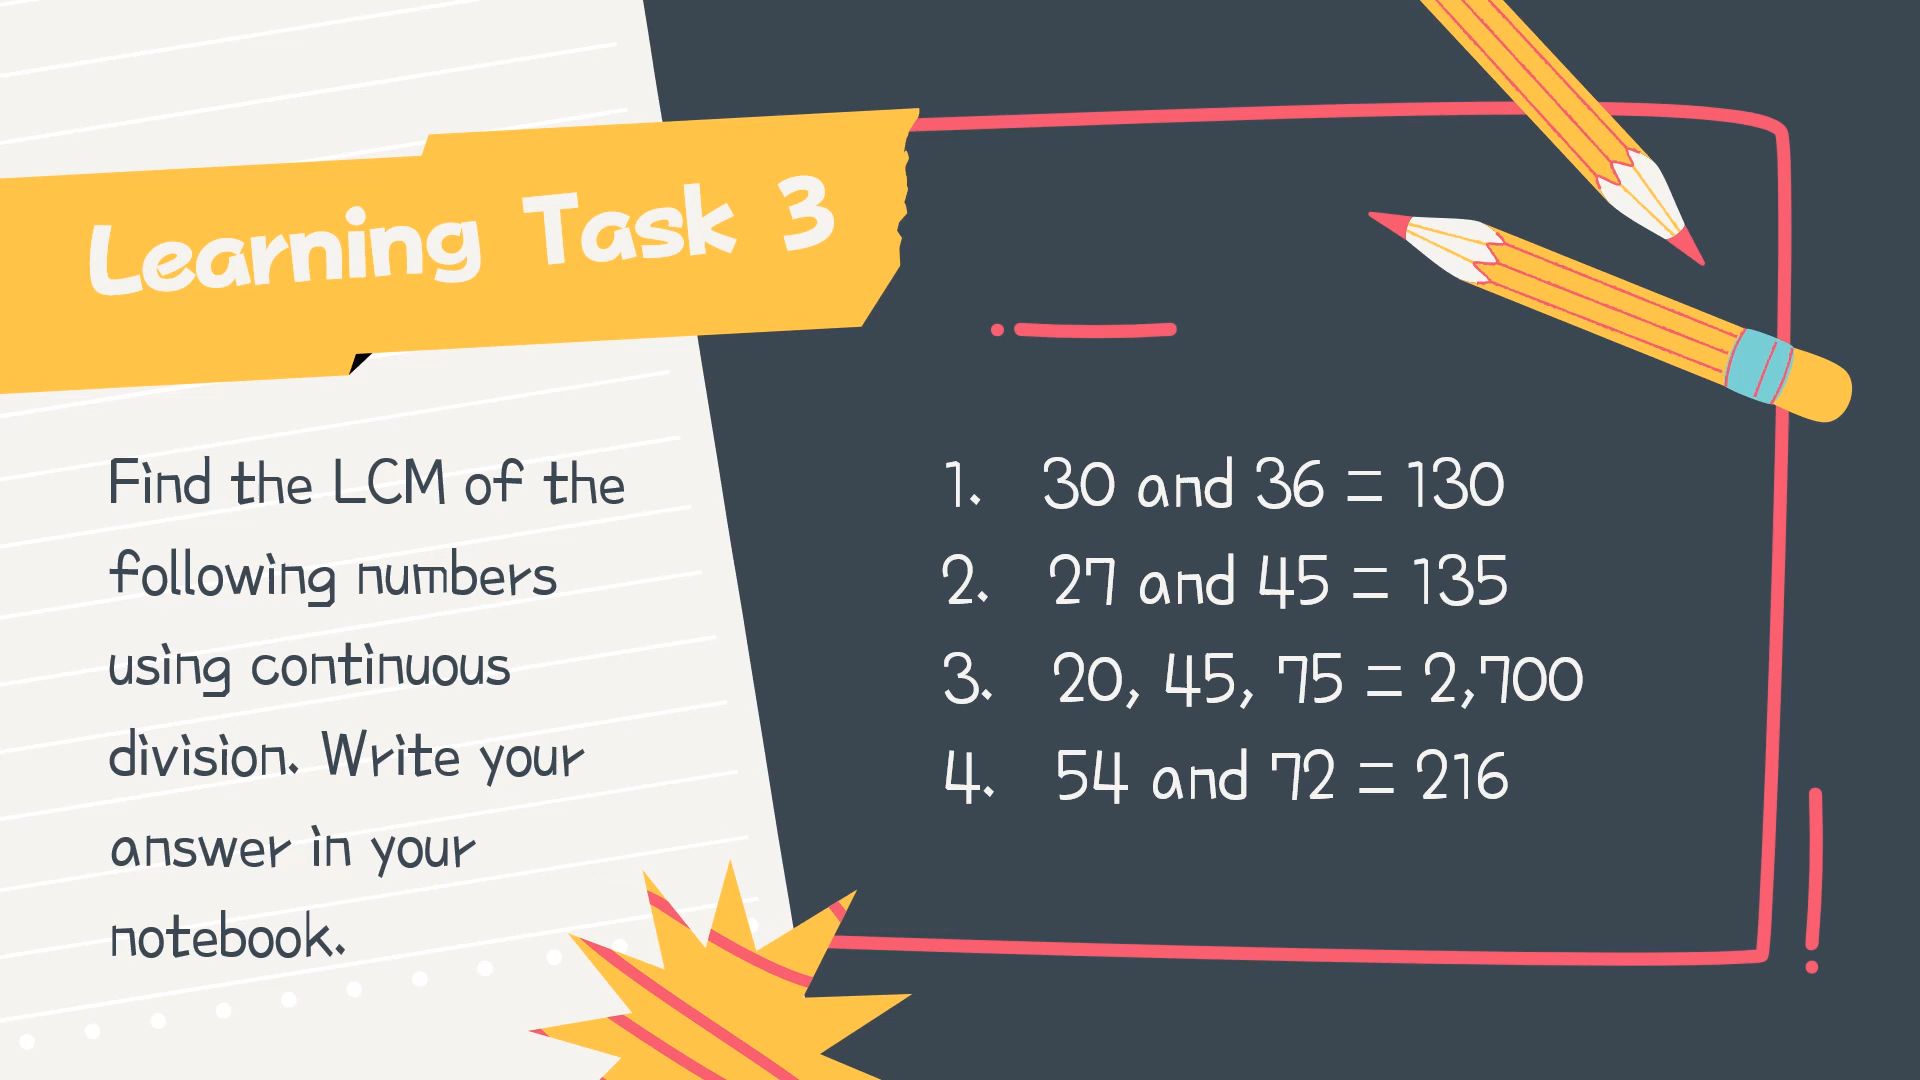 Learning Task 3
Find the LCM of the
following numbers
using continuous
division. Write your
answer in your
notebook.
1. 30 and 36 = 130
2. 27 and 45 = 135
3. 20, 45, 75 = 2,700
4. 54 and 72 = 216